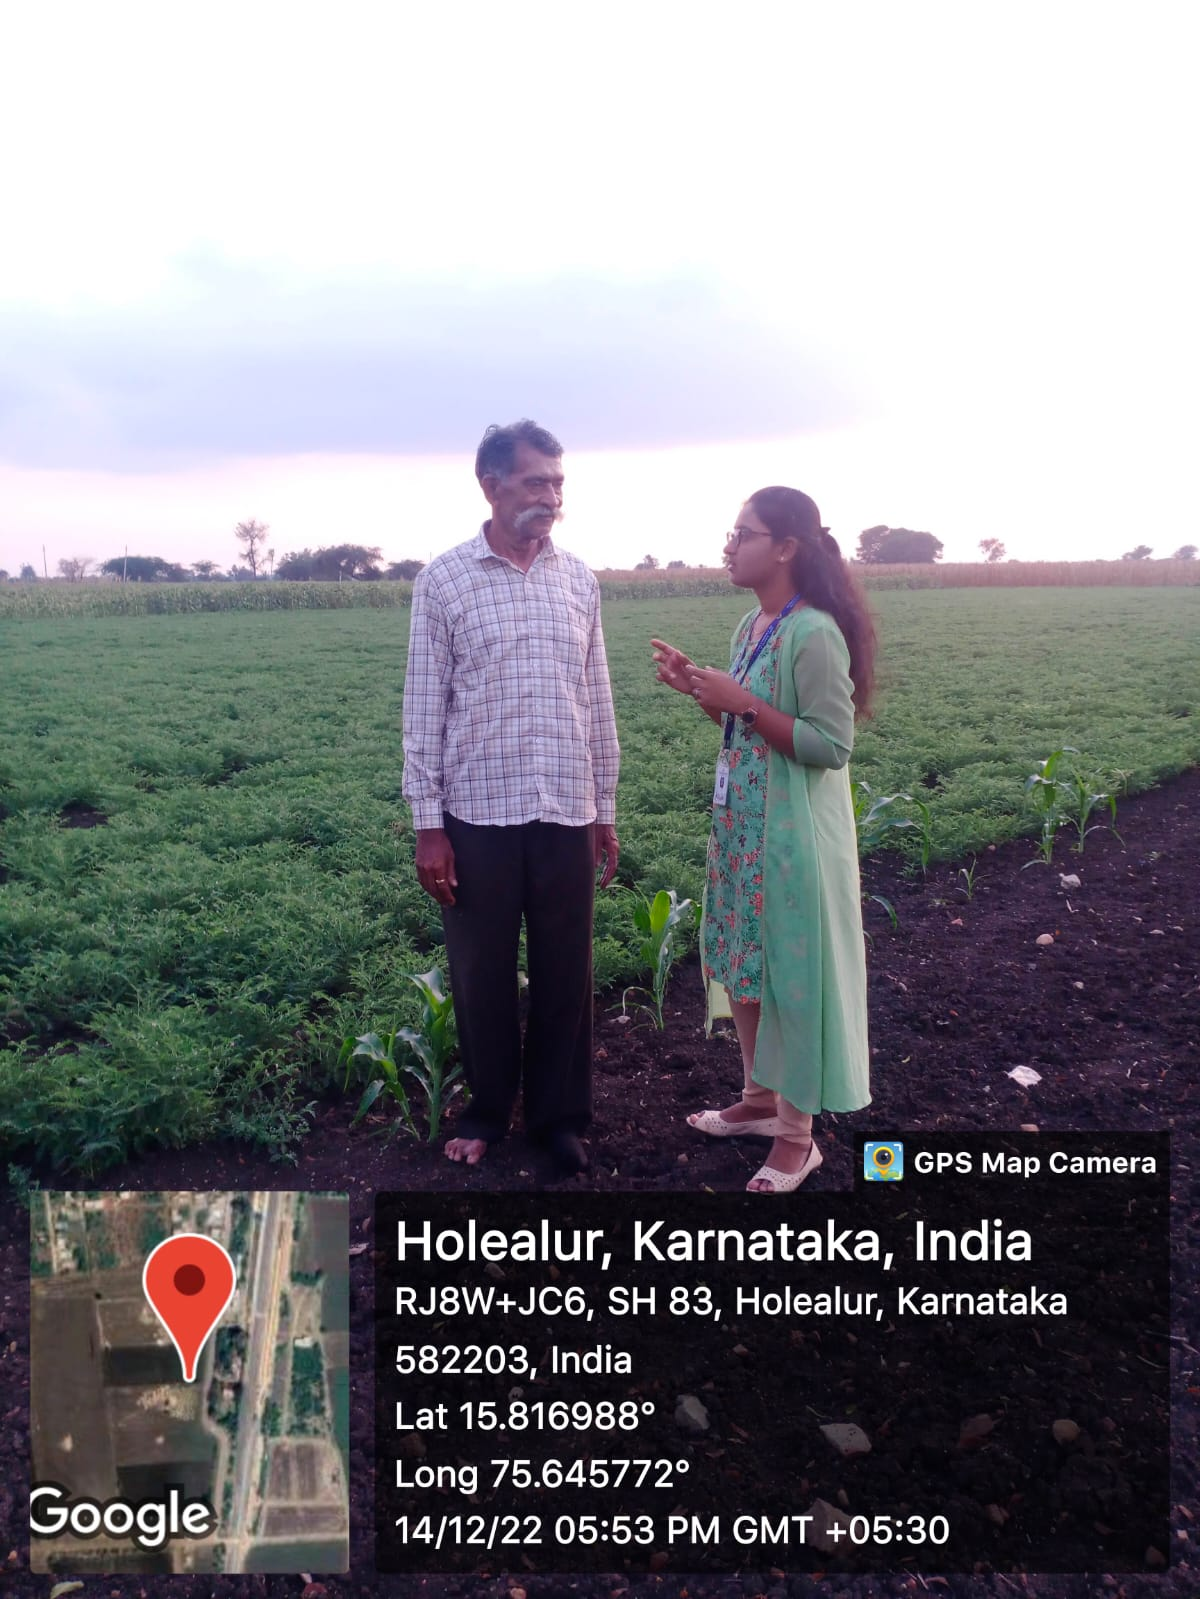 GPS Map Camera
Holealur, Karnataka, India
RJ8W+JC6, SH 83, Holealur, Karnataka
582203, India
Lat 15.816988°
Long 75.645772°
14/12/22 05:53 PM GMT +05:30
Google